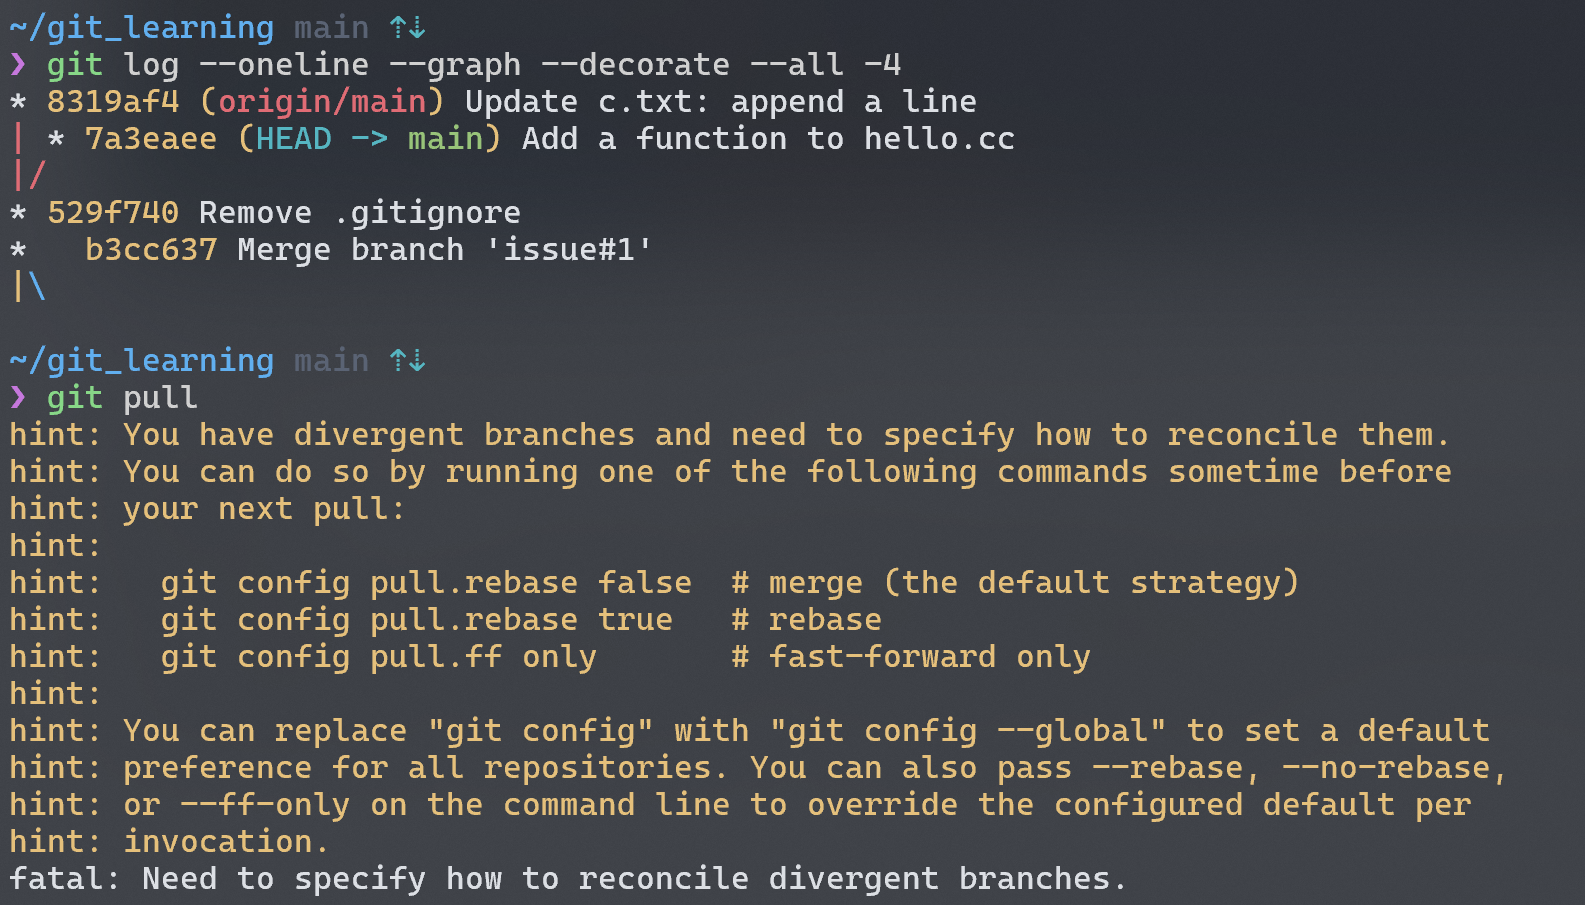 ~/git_learning main ⇡⇣
❯ git log --oneline --graph --decorate --all -4
* 8319af4 (origin/main) Update c.txt: append a line
| * 7a3eaee (HEAD -> main) Add a function to hello.cc
|/
* 529f740 Remove .gitignore
*   b3cc637 Merge branch 'issue#1'
|\
~/git_learning main ⇡⇣
❯ git pull
hint: You have divergent branches and need to specify how to reconcile them.
hint: You can do so by running one of the following commands sometime before
hint: your next pull:
hint:
hint:   git config pull.rebase false  # merge (the default strategy)
hint:   git config pull.rebase true   # rebase
hint:   git config pull.ff only       # fast-forward only
hint:
hint: You can replace "git config" with "git config --global" to set a default
hint: preference for all repositories. You can also pass --rebase, --no-rebase,
hint: or --ff-only on the command line to override the configured default per
hint: invocation.
fatal: Need to specify how to reconcile divergent branches.